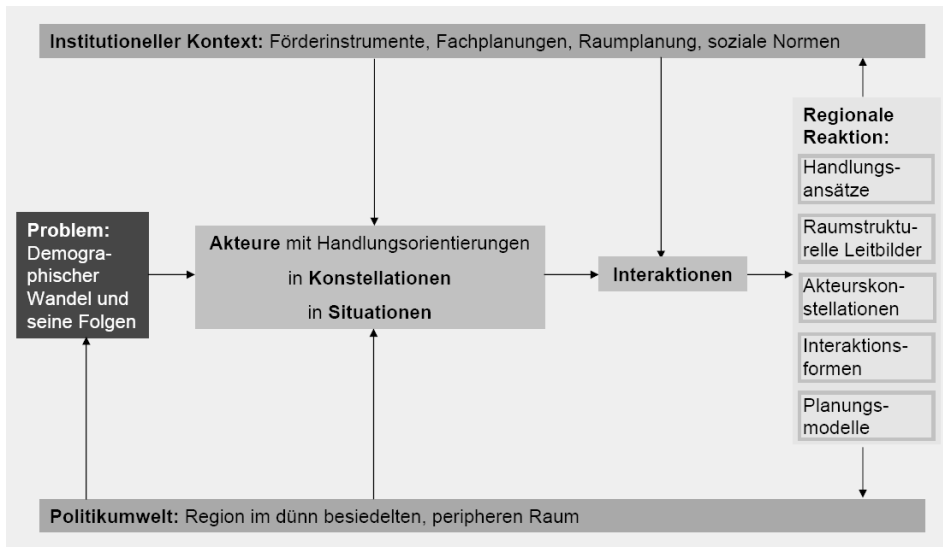 Institutioneller Kontext: Förderinstrumente, Fachplanungen, Raumplanung, soziale Normen
Problem:
Demogra-
phischer
Wandel und
seine Folgen
Akteure mit Handlungsorientierungen
in Konstellationen
in Situationen
Interaktionen
Regionale
Reaktion:
Handlungs-
ansätze
Raumstruktu-
relle Leitbilder
Akteurskon-
stellationen
Interaktions-
formen
Planungs-
modelle
Politikumwelt: Region im dünn besiedelten, peripheren Raum